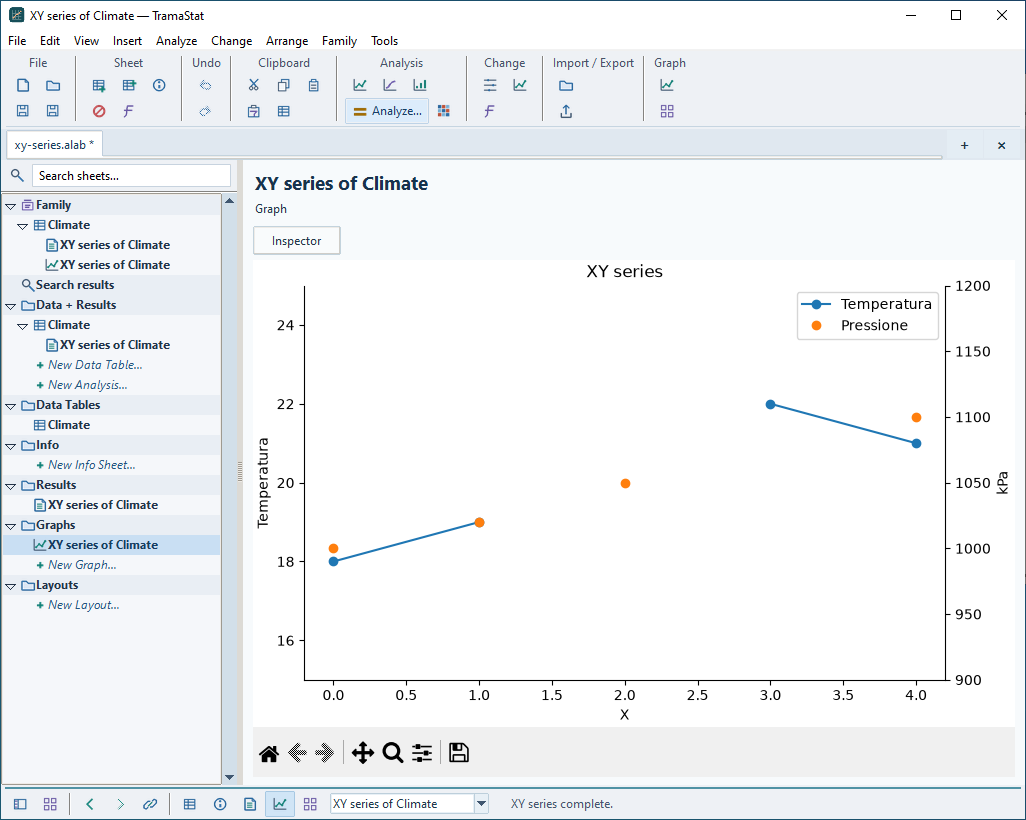 XY series of Climate — TramaStat
File Edit View Insert Analyze Change Arrange Family Tools
File Sheet Undo Clipboard Analysis Change Import / Export Graph
Analyze...
xy-series.alab *
+ ×
Search sheets...
Family
Climate
XY series of Climate
XY series of Climate
Search results
Data + Results
Climate
XY series of Climate
+ New Data Table...
+ New Analysis...
Data Tables
Climate
Info
+ New Info Sheet...
Results
XY series of Climate
Graphs
XY series of Climate
+ New Graph...
Layouts
+ New Layout...
XY series of Climate
Graph
Inspector
XY series
Temperatura
Pressione
24
22
20
18
16
Temperatura
1200
1150
1100
1050
1000
950
900
kPa
0.0 0.5 1.0 1.5 2.0 2.5 3.0 3.5 4.0
X
XY series of Climate
XY series complete.